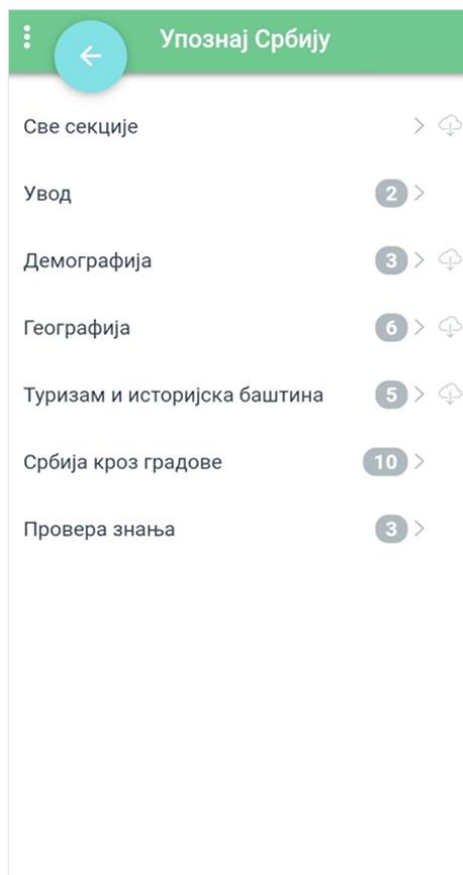 Упознај Србију
Све секције
Увод 2
Демографија 3
Географија 6
Туризам и историјска баштина 5
Србија кроз градове 10
Провера знања 3